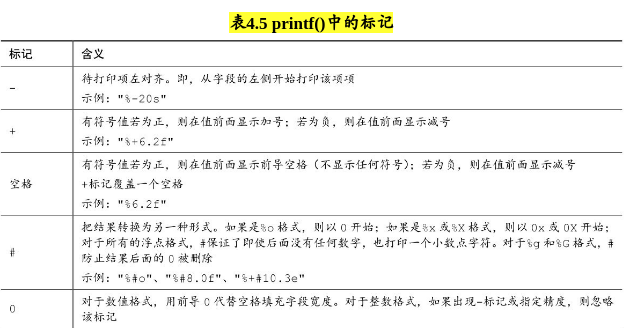 表4.5 printf()中的标记
标记 含义
- 待打印项左对齐。即，从字段的左侧开始打印该项项
示例："%-20s"
+ 有符号值若为正，则在值前面显示加号；若为负，则在值前面显示减号
示例："%+6.2f"
空格 有符号值若为正，则在值前面显示前导空格（不显示任何符号）；若为负，则在值前面显示减号
+标记覆盖一个空格
示例："%6.2f"
# 把结果转换为另一种形式。如果是%o格式，则以0开始；如果是%x或%X格式，则以0x或0X开始；
对于所有的浮点格式，#保证了即使后面没有任何数字，也打印一个小数点字符。对于%g和%G格式，#
防止结果后面的0被删除
示例："%#o"、"%#8.0f"、"%+#10.3e"
0 对于数值格式，用前导0代替空格填充字段宽度。对于整数格式，如果出现-标记或指定精度，则忽略
该标记